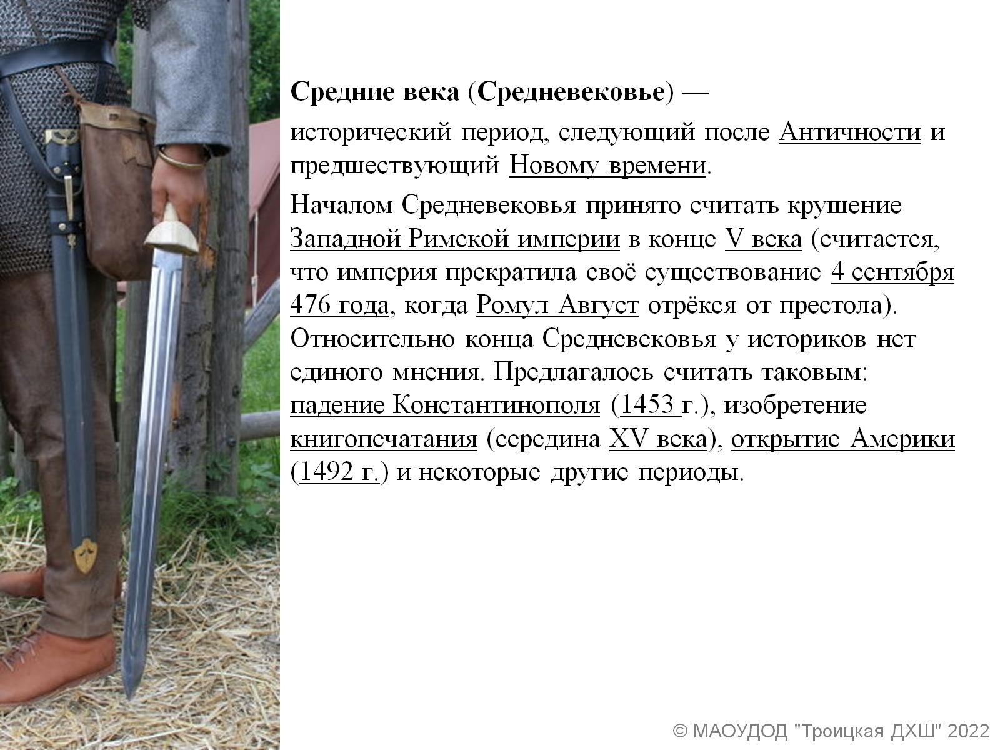 Средние века (Средневековье) —
исторический период, следующий после Античности и
предшествующий Новому времени.
Началом Средневековья принято считать крушение
Западной Римской империи в конце V века (считается,
что империя прекратила своё существование 4 сентября
476 года, когда Ромул Август отрёкся от престола).
Относительно конца Средневековья у историков нет
единого мнения. Предлагалось считать таковым:
падение Константинополя (1453 г.), изобретение
книгопечатания (середина XV века), открытие Америки
(1492 г.) и некоторые другие периоды.
© МАОУДОД "Троицкая ДХШ" 2022